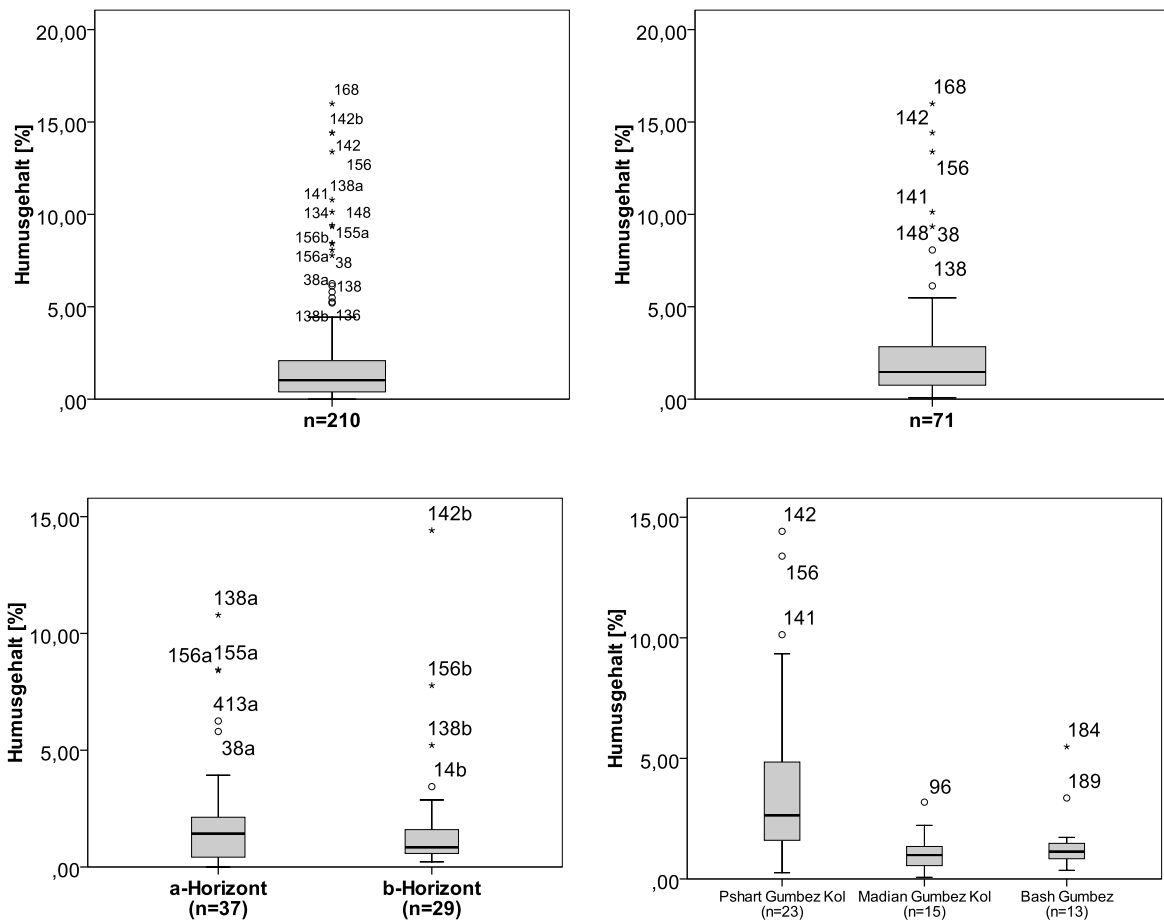 20,00
15,00
10,00
5,00
,00
Humusgehalt [%]
168
142b
142
156
138a
141
134
148
155a
156b
156a
38
38a
138
138b
136
n=210
20,00
15,00
10,00
5,00
,00
Humusgehalt [%]
168
142
156
141
148
38
138
n=71
15,00
10,00
5,00
,00
Humusgehalt [%]
138a
156a
155a
413a
38a
142b
156b
138b
14b
a-Horizont
(n=37)
b-Horizont
(n=29)
15,00
10,00
5,00
,00
Humusgehalt [%]
142
156
141
96
184
189
Pshart Gumbez Kol
(n=23)
Madian Gumbez Kol
(n=15)
Bash Gumbez
(n=13)